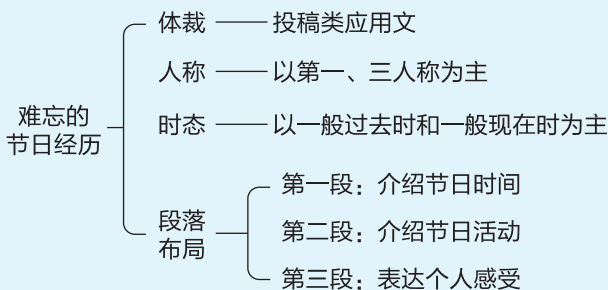 难忘的
节日经历
体裁
投稿类应用文
人称
以第一、三人称为主
时态
以一般过去时和一般现在时为主
段落
布局
第一段：介绍节日时间
第二段：介绍节日活动
第三段：表达个人感受